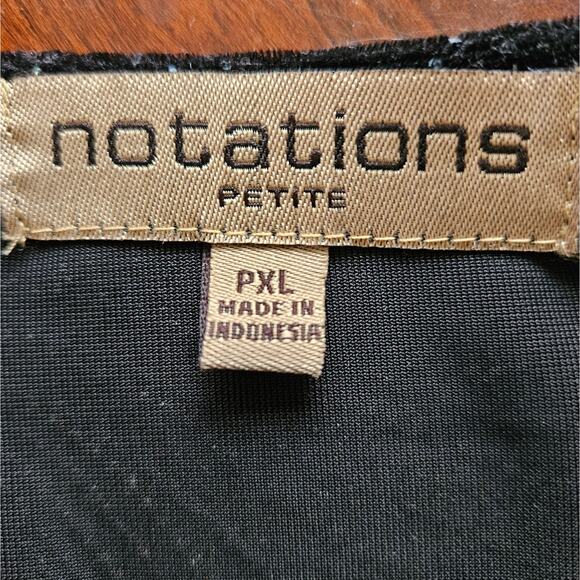 notations
PETITE
PXL
MADE IN
INDONESIA